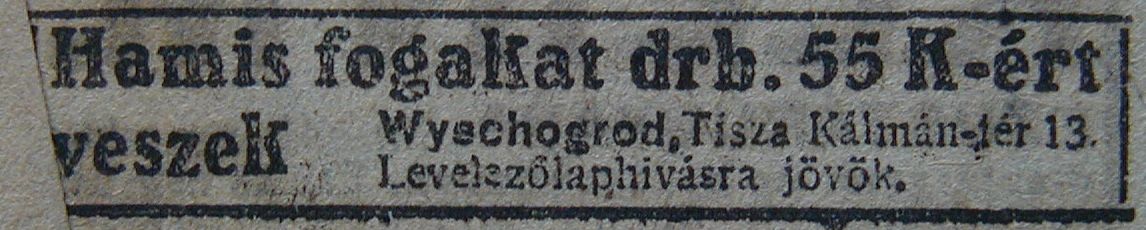 Hamis fogakat drb. 55 K-ért
veszek
Wyschogrod, Tisza Kálmán-tér 13.
Levelezőlaphivásra jövök.